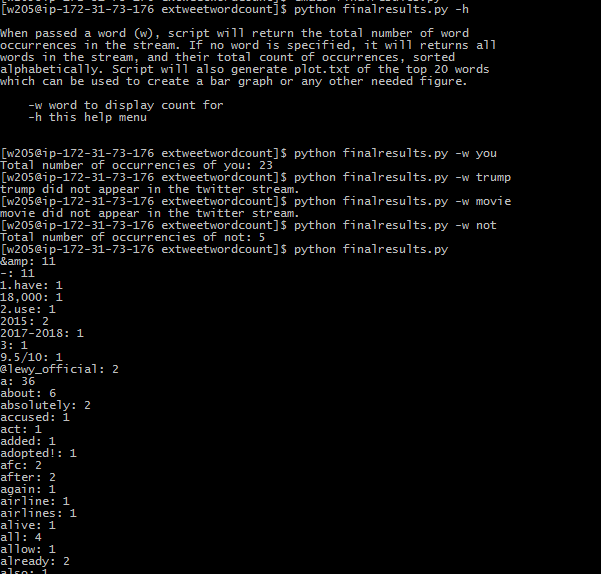 [w205@ip-172-31-73-176 extweetwordcount]$ python finalresults.py -h
When passed a word (w), script will return the total number of word
occurrences in the stream. If no word is specified, it will returns all
words in the stream, and their total count of occurrences, sorted
alphabetically. Script will also generate plot.txt of the top 20 words
which can be used to create a bar graph or any other needed figure.
-w word to display count for
-h this help menu
[w205@ip-172-31-73-176 extweetwordcount]$ python finalresults.py -w you
Total number of occurrencies of you: 23
[w205@ip-172-31-73-176 extweetwordcount]$ python finalresults.py -w trump
trump did not appear in the twitter stream.
[w205@ip-172-31-73-176 extweetwordcount]$ python finalresults.py -w movie
movie did not appear in the twitter stream.
[w205@ip-172-31-73-176 extweetwordcount]$ python finalresults.py -w not
Total number of occurrencies of not: 5
[w205@ip-172-31-73-176 extweetwordcount]$ python finalresults.py
&amp: 11
-: 11
1.have: 1
18,000: 1
2.use: 1
2015: 2
2017-2018: 1
3: 1
9.5/10: 1
@lewy_official: 2
a: 36
about: 6
absolutely: 2
accused: 1
act: 1
added: 1
adopted!: 1
afc: 2
after: 2
again: 1
airline: 1
airlines: 1
alive: 1
all: 4
allow: 1
already: 2
also: 1